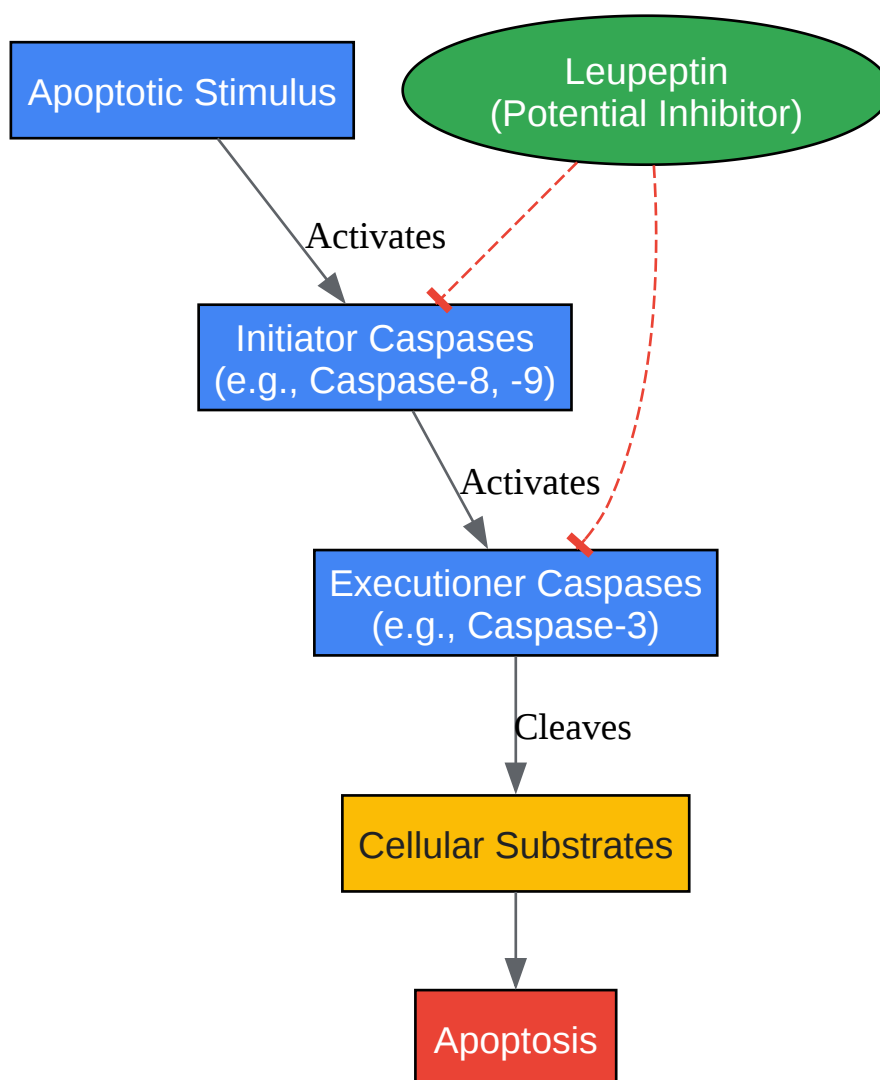 Apoptotic Stimulus
Leupeptin
(Potential Inhibitor)
Activates
Initiator Caspases
(e.g., Caspase-8, -9)
Activates
Executioner Caspases
(e.g., Caspase-3)
Cleaves
Cellular Substrates
Apoptosis